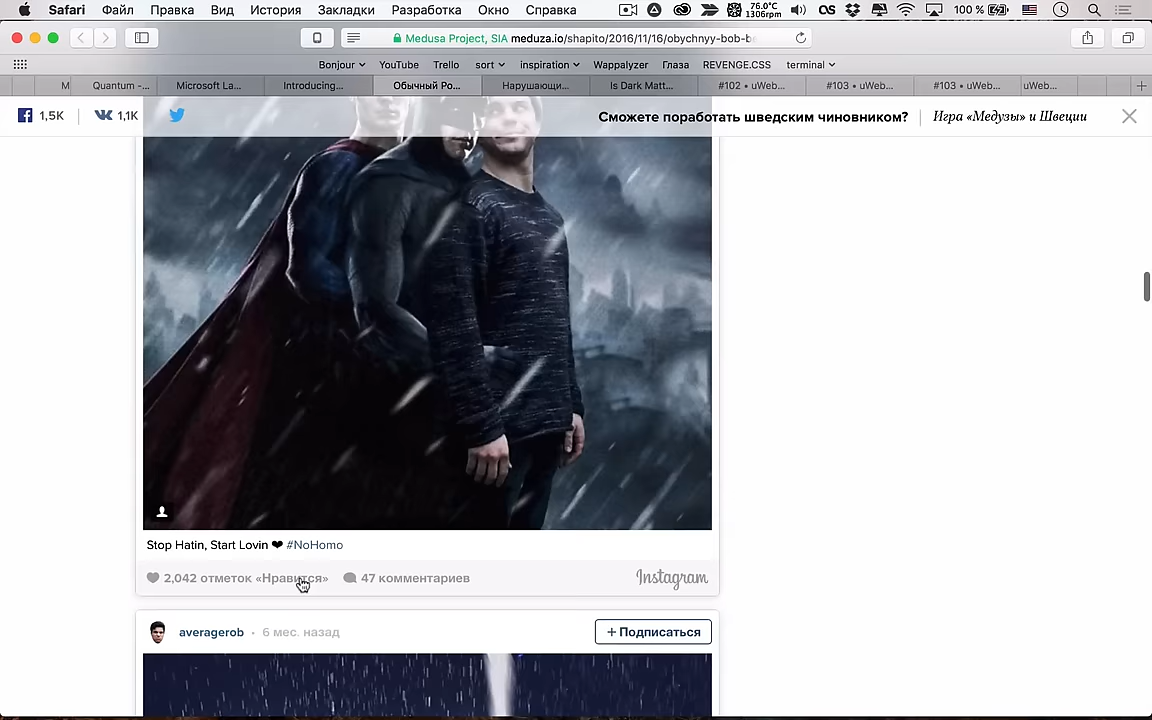 Safari Файл Правка Вид История Закладки Разработка Окно Справка 76.0°C 1306rpm 100 %
Medusa Project, SIA meduza.io/shapito/2016/11/16/obychnyy-bob-b
Bonjour YouTube Trello sort inspiration Wappalyzer Глаза REVENGE.CSS terminal
M Quantum -... Microsoft La... Introducing... Обычный Ро... Нарушающи... Is Dark Matt... #102 • uWeb... #103 • uWeb... #103 • uWeb... uWeb...
1,5K 1,1K Сможете поработать шведским чиновником? Игра «Медузы» и Швеции
Stop Hatin, Start Lovin ❤ #NoHomo
2,042 отметок «Нравится» 47 комментариев Instagram
averagerob • 6 мес. назад + Подписаться